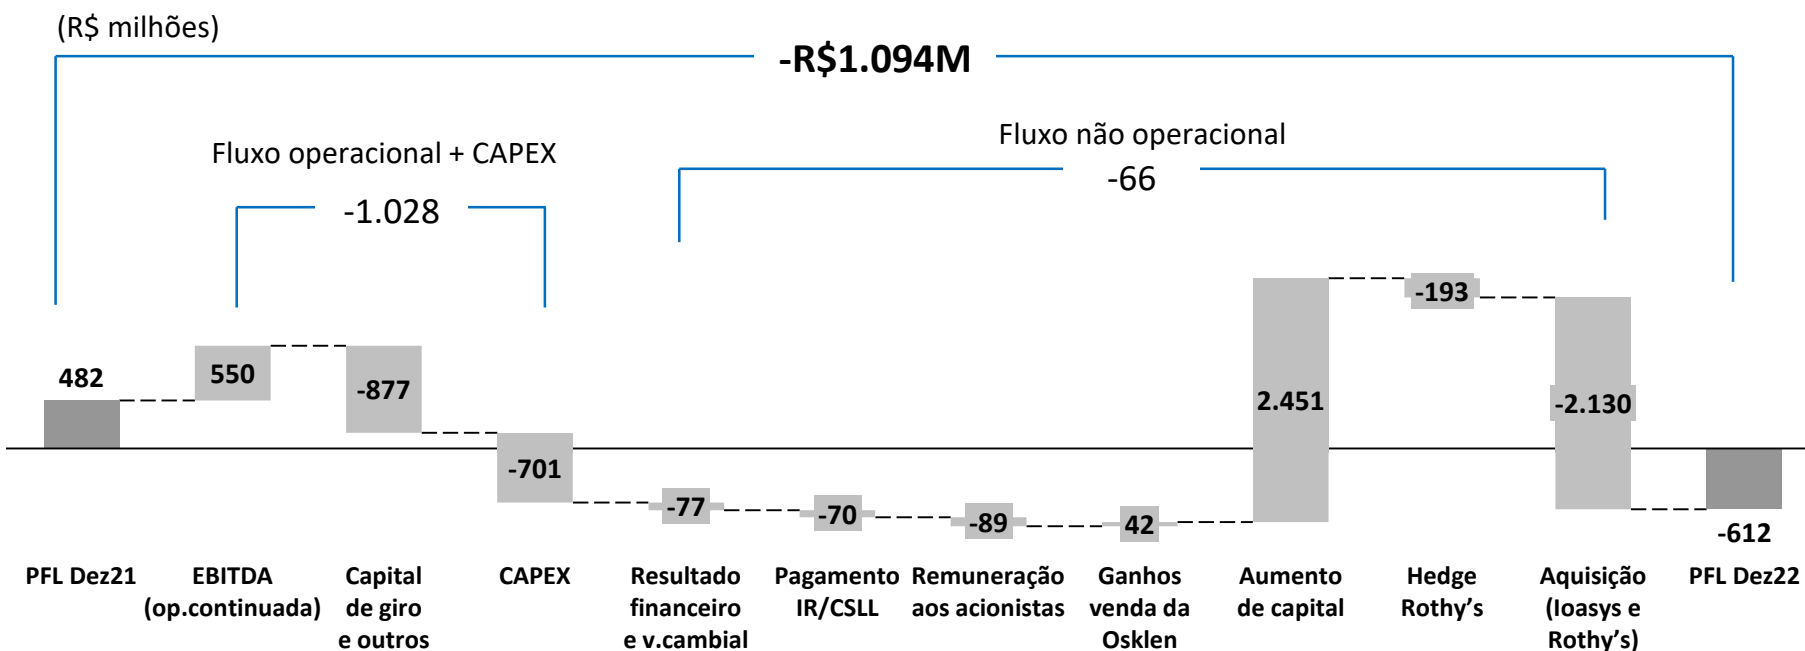 (R$ milhões)
-R$1.094M
Fluxo operacional + CAPEX
-1.028
Fluxo não operacional
-66
482
550
-877
-701
-77
-70
-89
42
2.451
-193
-2.130
-612
PFL Dez21
EBITDA
(op.continuada)
Capital
de giro
e outros
CAPEX
Resultado
financeiro
e v.cambial
Pagamento
IR/CSLL
Remuneração
aos acionistas
Ganhos
venda da
Osklen
Aumento
de capital
Hedge
Rothy’s
Aquisição
(Ioasys e
Rothy’s)
PFL Dez22